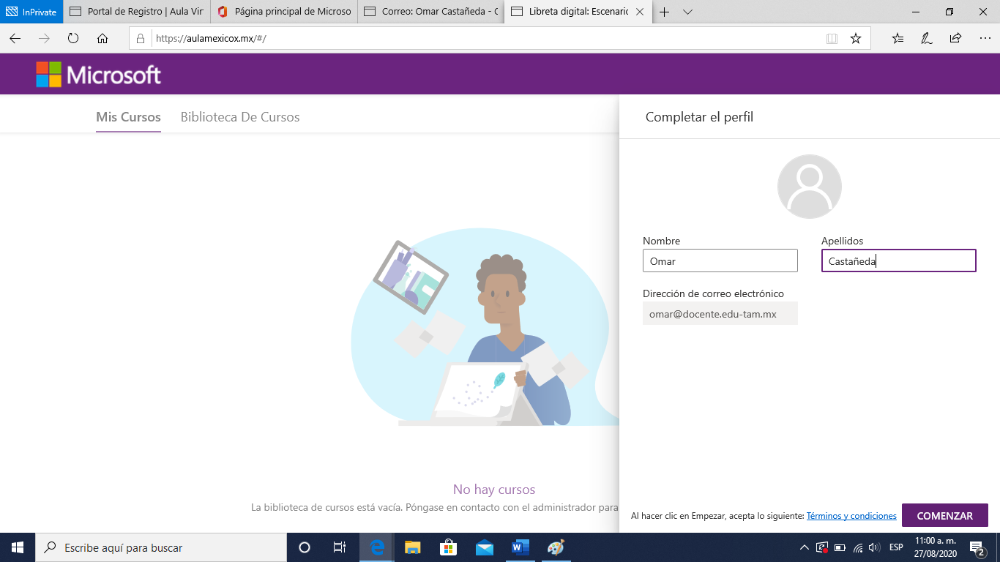 InPrivate
Portal de Registro | Aula Vir
Página principal de Microso
Correo: Omar Castañeda - C
Libreta digital: Escenario
https://aulamexicox.mx/#/
Microsoft
Mis Cursos
Biblioteca De Cursos
Completar el perfil
Nombre
Apellidos
Omar
Castañeda
Dirección de correo electrónico
omar@docente.edu-tam.mx
No hay cursos
La biblioteca de cursos está vacía. Póngase en contacto con el administrador para
Al hacer clic en Empezar, acepta lo siguiente: Términos y condiciones
COMENZAR
Escribe aquí para buscar
ESP
11:00 a. m.
27/08/2020
2